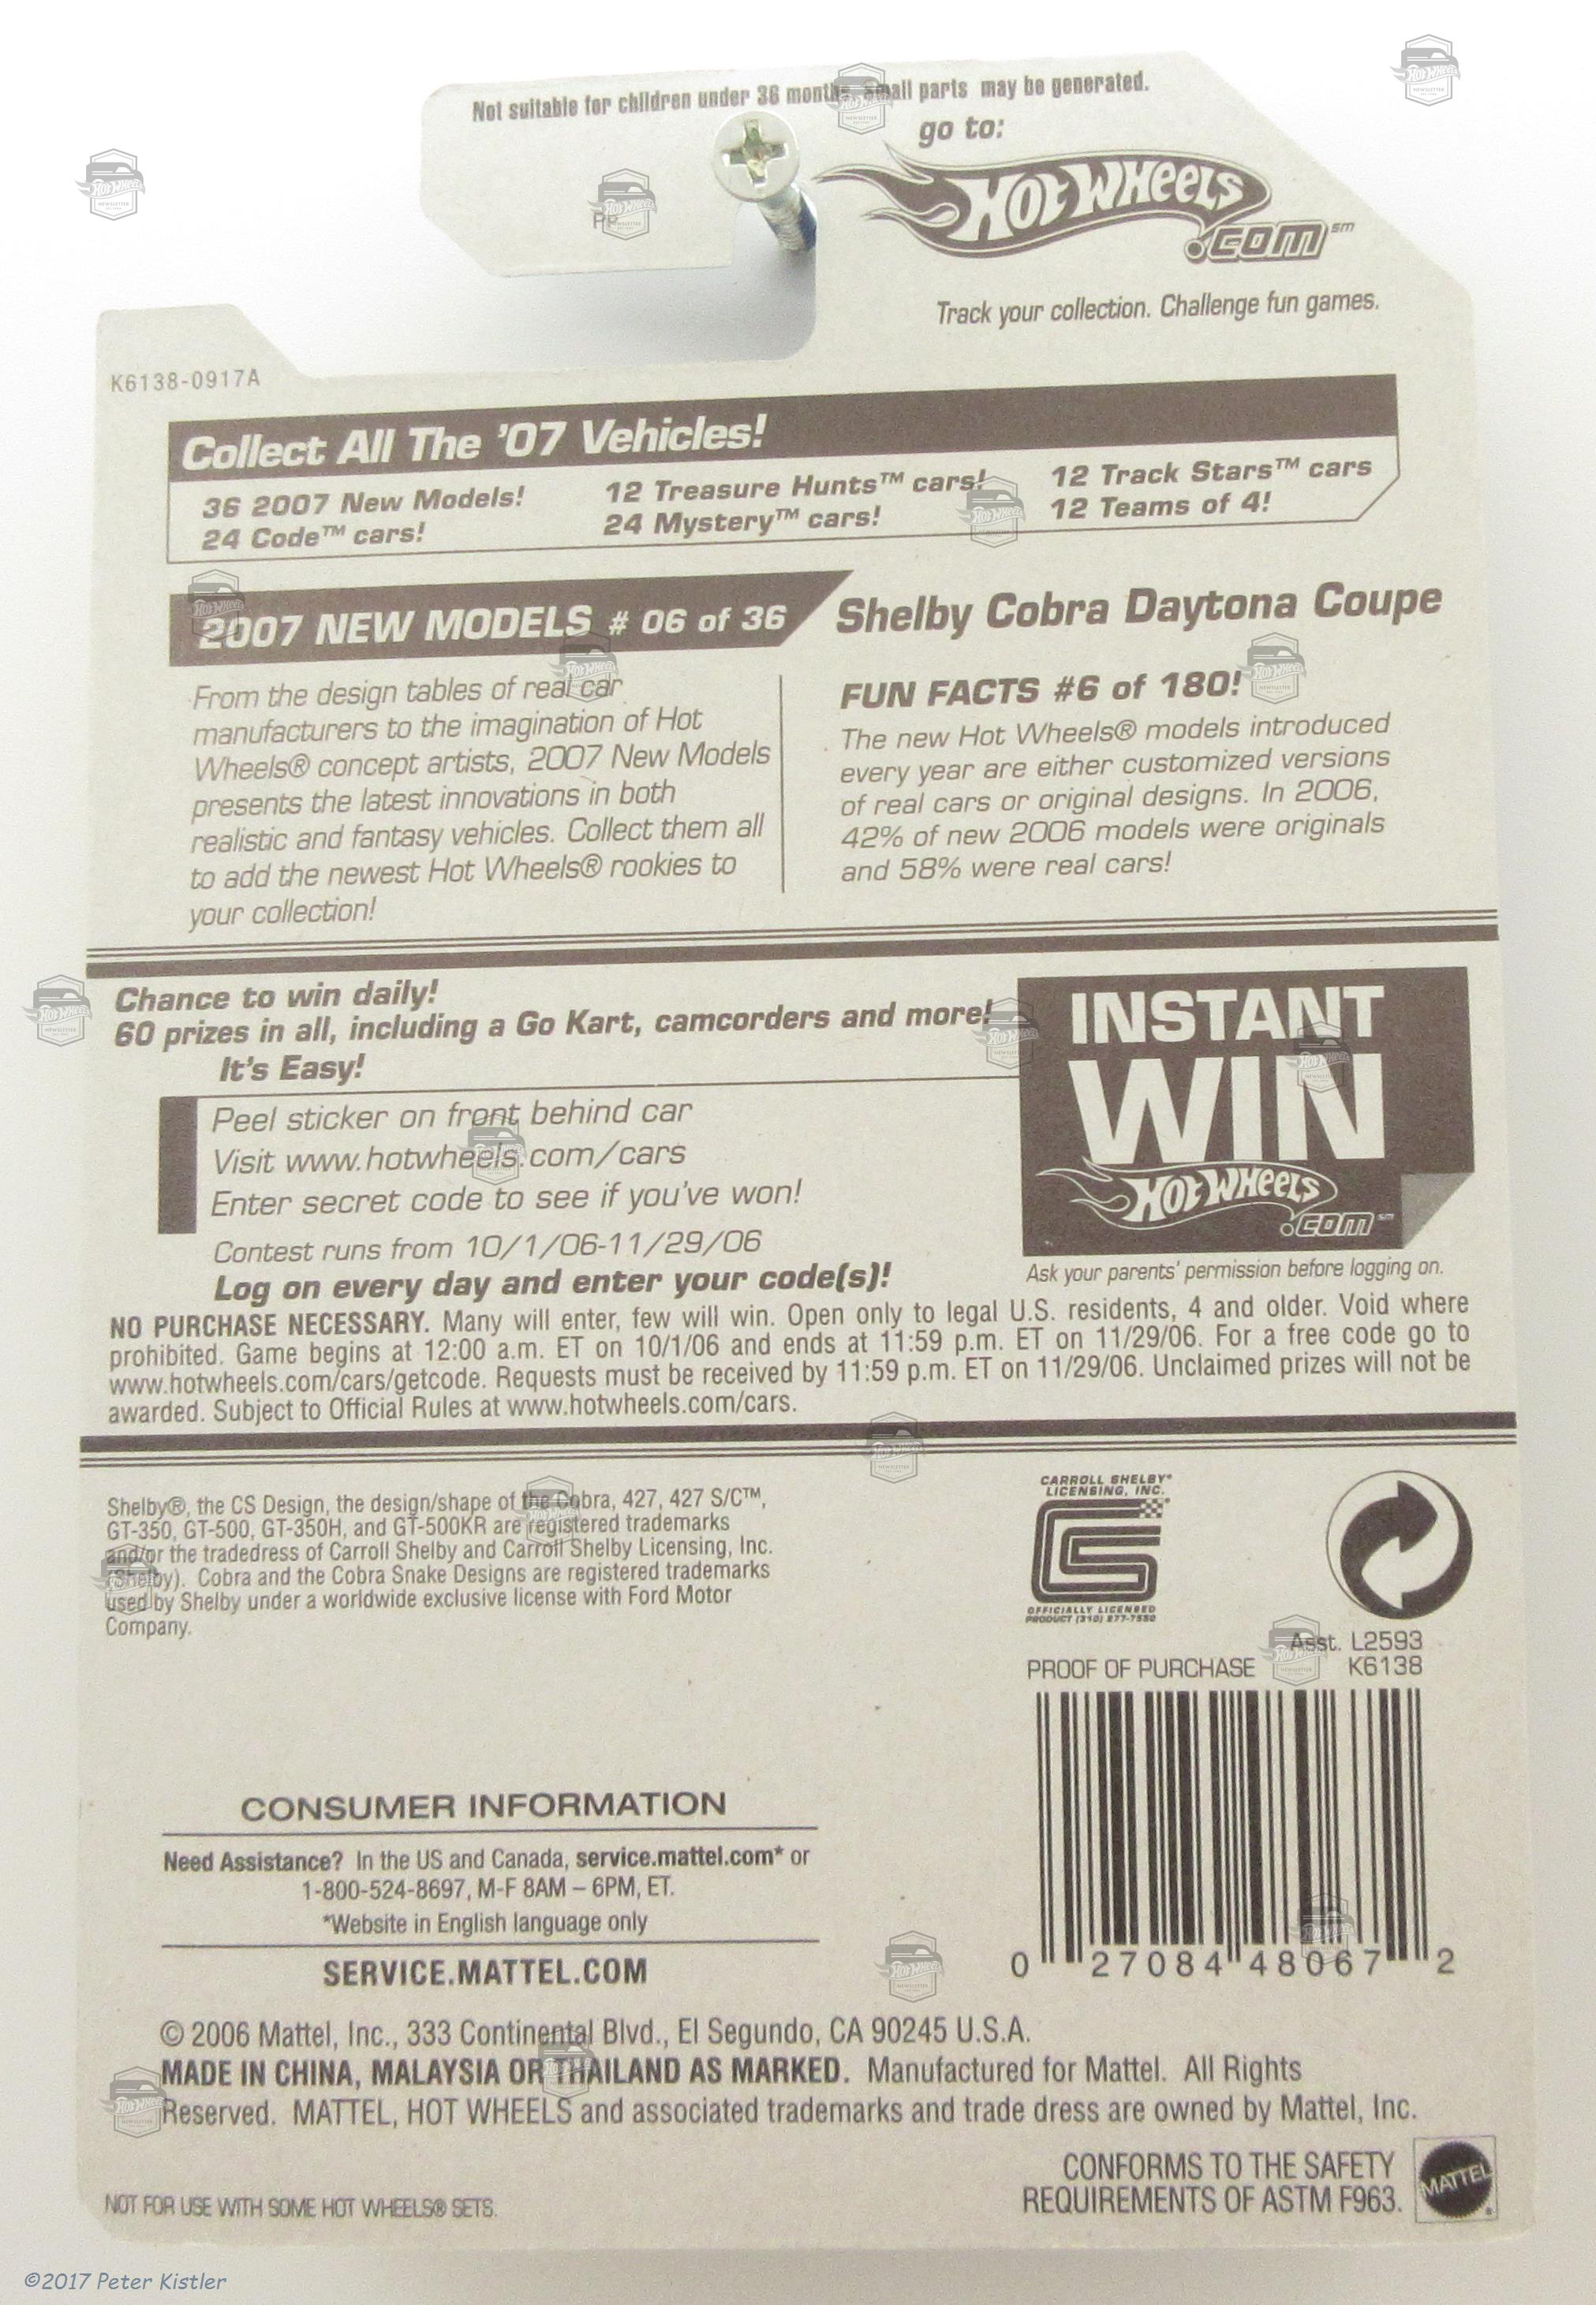 Not suitable for children under 36 months, small parts may be generated.
go to:
HOT WHEELS
.COM℠
PP
Track your collection. Challenge fun games.
K6138-0917A
Collect All The '07 Vehicles!
36 2007 New Models!
24 Code™ cars!
12 Treasure Hunts™ cars!
24 Mystery™ cars!
12 Track Stars™ cars
12 Teams of 4!
2007 NEW MODELS # 06 of 36
Shelby Cobra Daytona Coupe
From the design tables of real car
manufacturers to the imagination of Hot
Wheels® concept artists, 2007 New Models
presents the latest innovations in both
realistic and fantasy vehicles. Collect them all
to add the newest Hot Wheels® rookies to
your collection!
FUN FACTS #6 of 180!
The new Hot Wheels® models introduced
every year are either customized versions
of real cars or original designs. In 2006,
42% of new 2006 models were originals
and 58% were real cars!
Chance to win daily!
60 prizes in all, including a Go Kart, camcorders and more!
It's Easy!
Peel sticker on front behind car
Visit www.hotwheels.com/cars
Enter secret code to see if you've won!
Contest runs from 10/1/06-11/29/06
Log on every day and enter your code(s)!
INSTANT
WIN
HOT WHEELS
.COM℠
Ask your parents' permission before logging on.
NO PURCHASE NECESSARY. Many will enter, few will win. Open only to legal U.S. residents, 4 and older. Void where
prohibited. Game begins at 12:00 a.m. ET on 10/1/06 and ends at 11:59 p.m. ET on 11/29/06. For a free code go to
www.hotwheels.com/cars/getcode. Requests must be received by 11:59 p.m. ET on 11/29/06. Unclaimed prizes will not be
awarded. Subject to Official Rules at www.hotwheels.com/cars.
Shelby®, the CS Design, the design/shape of the Cobra, 427, 427 S/C™,
GT-350, GT-500, GT-350H, and GT-500KR are registered trademarks
and/or the tradedress of Carroll Shelby and Carroll Shelby Licensing, Inc.
(Shelby). Cobra and the Cobra Snake Designs are registered trademarks
used by Shelby under a worldwide exclusive license with Ford Motor
Company.
CARROLL SHELBY®
LICENSING, INC.
OFFICIALLY LICENSED
PRODUCT (310) 277-7550
Asst. L2593
PROOF OF PURCHASE K6138
0 27084 48067 2
CONSUMER INFORMATION
Need Assistance? In the US and Canada, service.mattel.com* or
1-800-524-8697, M-F 8AM – 6PM, ET.
*Website in English language only
SERVICE.MATTEL.COM
© 2006 Mattel, Inc., 333 Continental Blvd., El Segundo, CA 90245 U.S.A.
MADE IN CHINA, MALAYSIA OR THAILAND AS MARKED. Manufactured for Mattel. All Rights
Reserved. MATTEL, HOT WHEELS and associated trademarks and trade dress are owned by Mattel, Inc.
CONFORMS TO THE SAFETY
REQUIREMENTS OF ASTM F963.
MATTEL
NOT FOR USE WITH SOME HOT WHEELS® SETS.
©2017 Peter Kistler